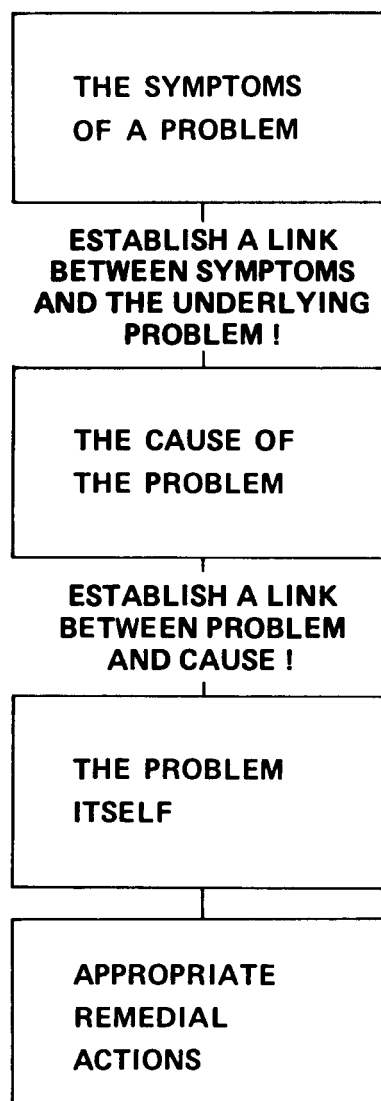 THE SYMPTOMS
OF A PROBLEM
ESTABLISH A LINK
BETWEEN SYMPTOMS
AND THE UNDERLYING
PROBLEM !
THE CAUSE OF
THE PROBLEM
ESTABLISH A LINK
BETWEEN PROBLEM
AND CAUSE !
THE PROBLEM
ITSELF
APPROPRIATE
REMEDIAL
ACTIONS